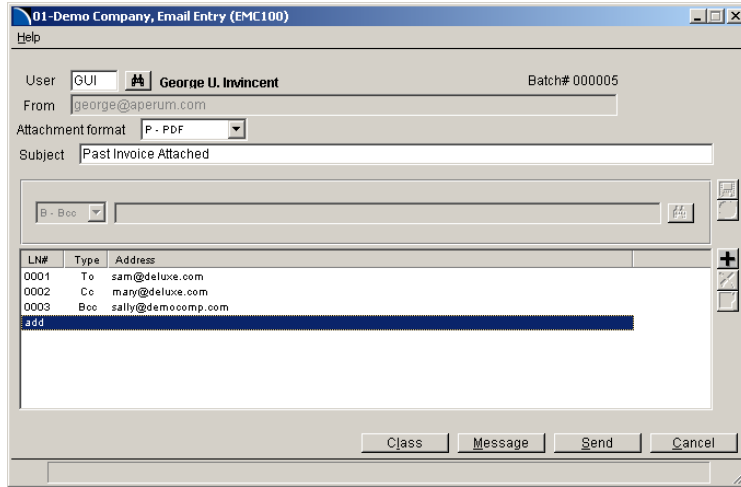 01-Demo Company, Email Entry (EMC100)
Help
User GUI George U. Invincent Batch# 000005
From george@aperum.com
Attachment format P - PDF
Subject Past Invoice Attached
B - Bcc
LN# Type Address
0001 To sam@deluxe.com
0002 Cc mary@deluxe.com
0003 Bcc sally@democomp.com
add
Class Message Send Cancel